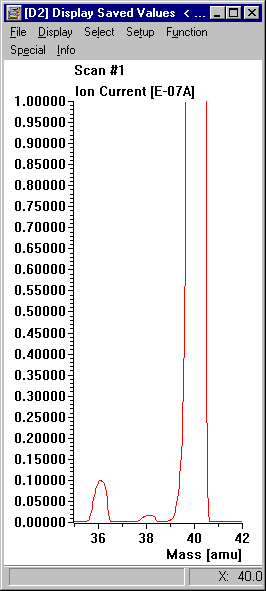 [D2] Display Saved Values < ...
File Display Select Setup Function
Special Info
Scan #1
Ion Current [E-07A]
1.00000
0.95000
0.90000
0.85000
0.80000
0.75000
0.70000
0.65000
0.60000
0.55000
0.50000
0.45000
0.40000
0.35000
0.30000
0.25000
0.20000
0.15000
0.10000
0.05000
0.00000
36 38 40 42
Mass [amu]
X: 40.0